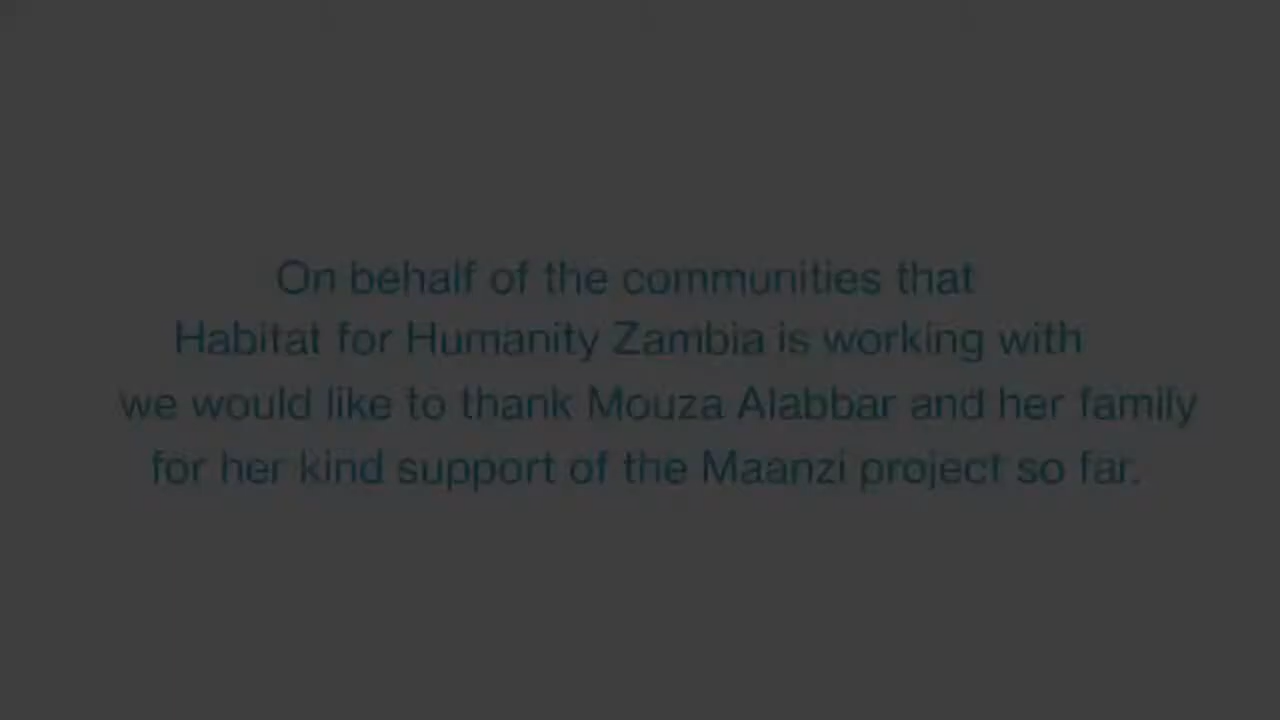 On behalf of the communities that
Habitat for Humanity Zambia is working with
we would like to thank Mouza Alabbar and her family
for her kind support of the Maanzi project so far.